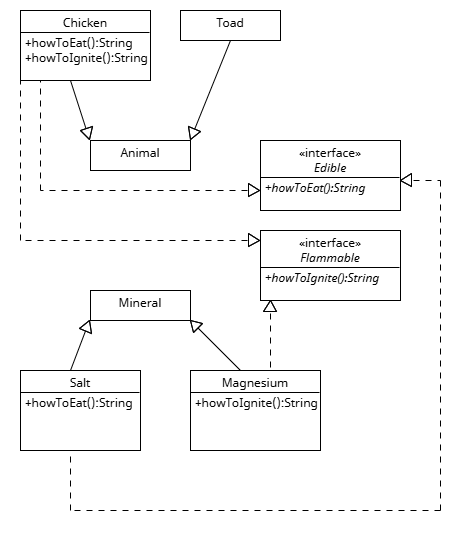 Chicken
+howToEat():String
+howToIgnite():String
Toad
Animal
«interface»
Edible
+howToEat():String
«interface»
Flammable
+howToIgnite():String
Mineral
Salt
+howToEat():String
Magnesium
+howToIgnite():String